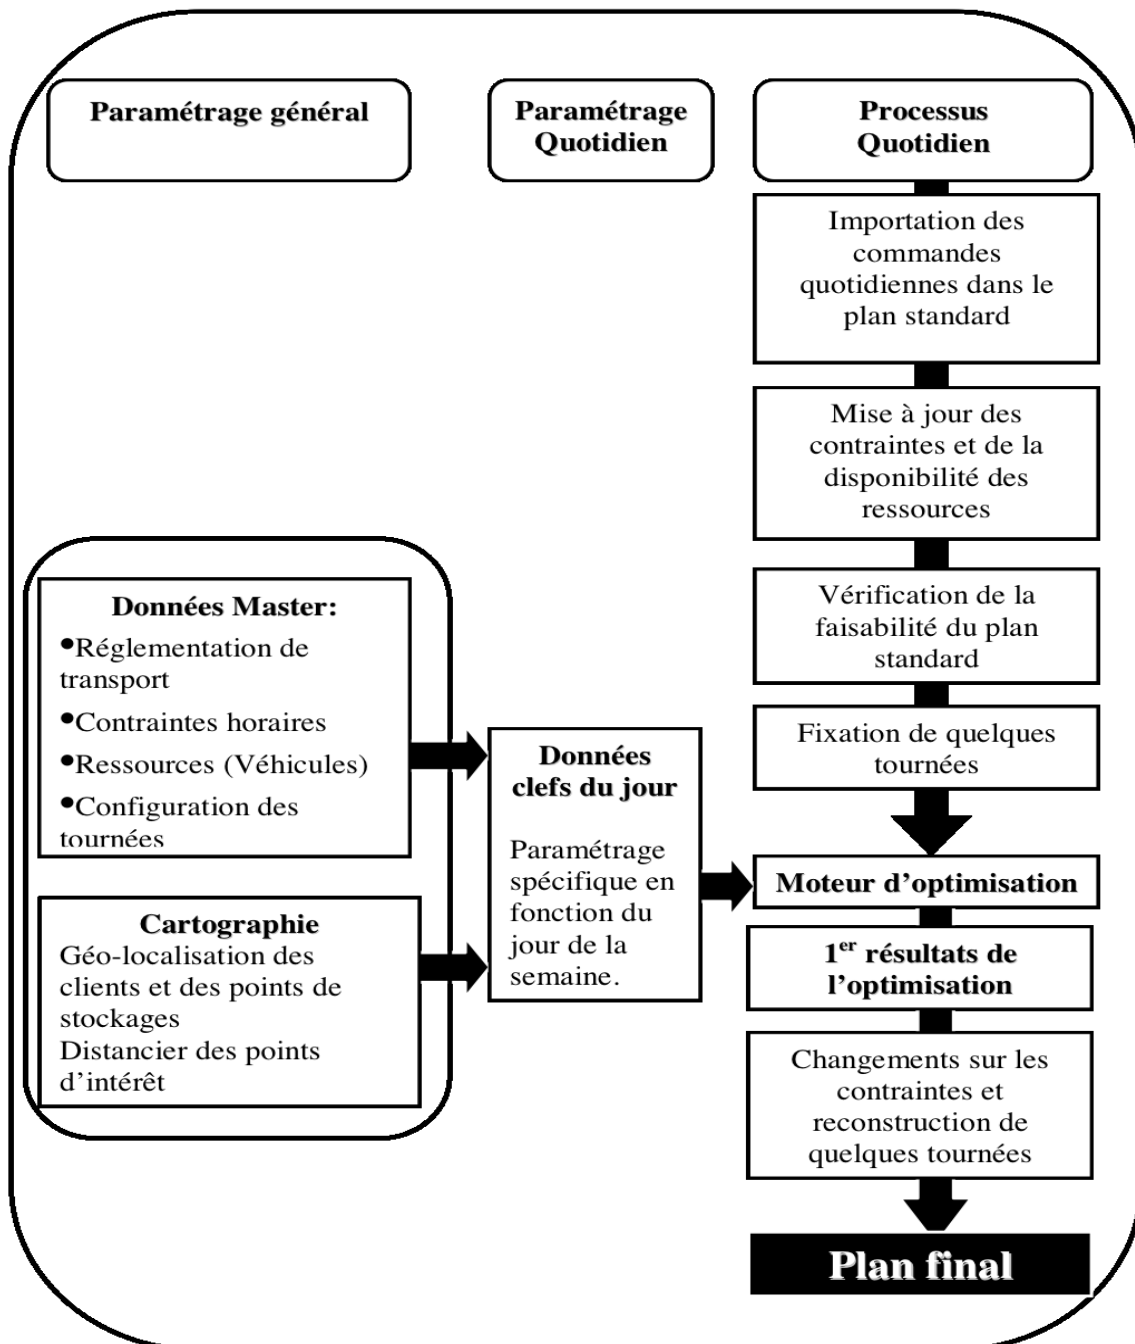 Paramétrage général
Paramétrage
Quotidien
Processus
Quotidien
Importation des
commandes
quotidiennes dans le
plan standard
Mise à jour des
contraintes et de la
disponibilité des
ressources
Vérification de la
faisabilité du plan
standard
Fixation de quelques
tournées
Données Master:
•Réglementation de
transport
•Contraintes horaires
•Ressources (Véhicules)
•Configuration des
tournées
Cartographie
Géo-localisation des
clients et des points de
stockages
Distancier des points
d’intérêt
Données
clefs du jour
Paramétrage
spécifique en
fonction du
jour de la
semaine.
Moteur d’optimisation
1er résultats de
l’optimisation
Changements sur les
contraintes et
reconstruction de
quelques tournées
Plan final